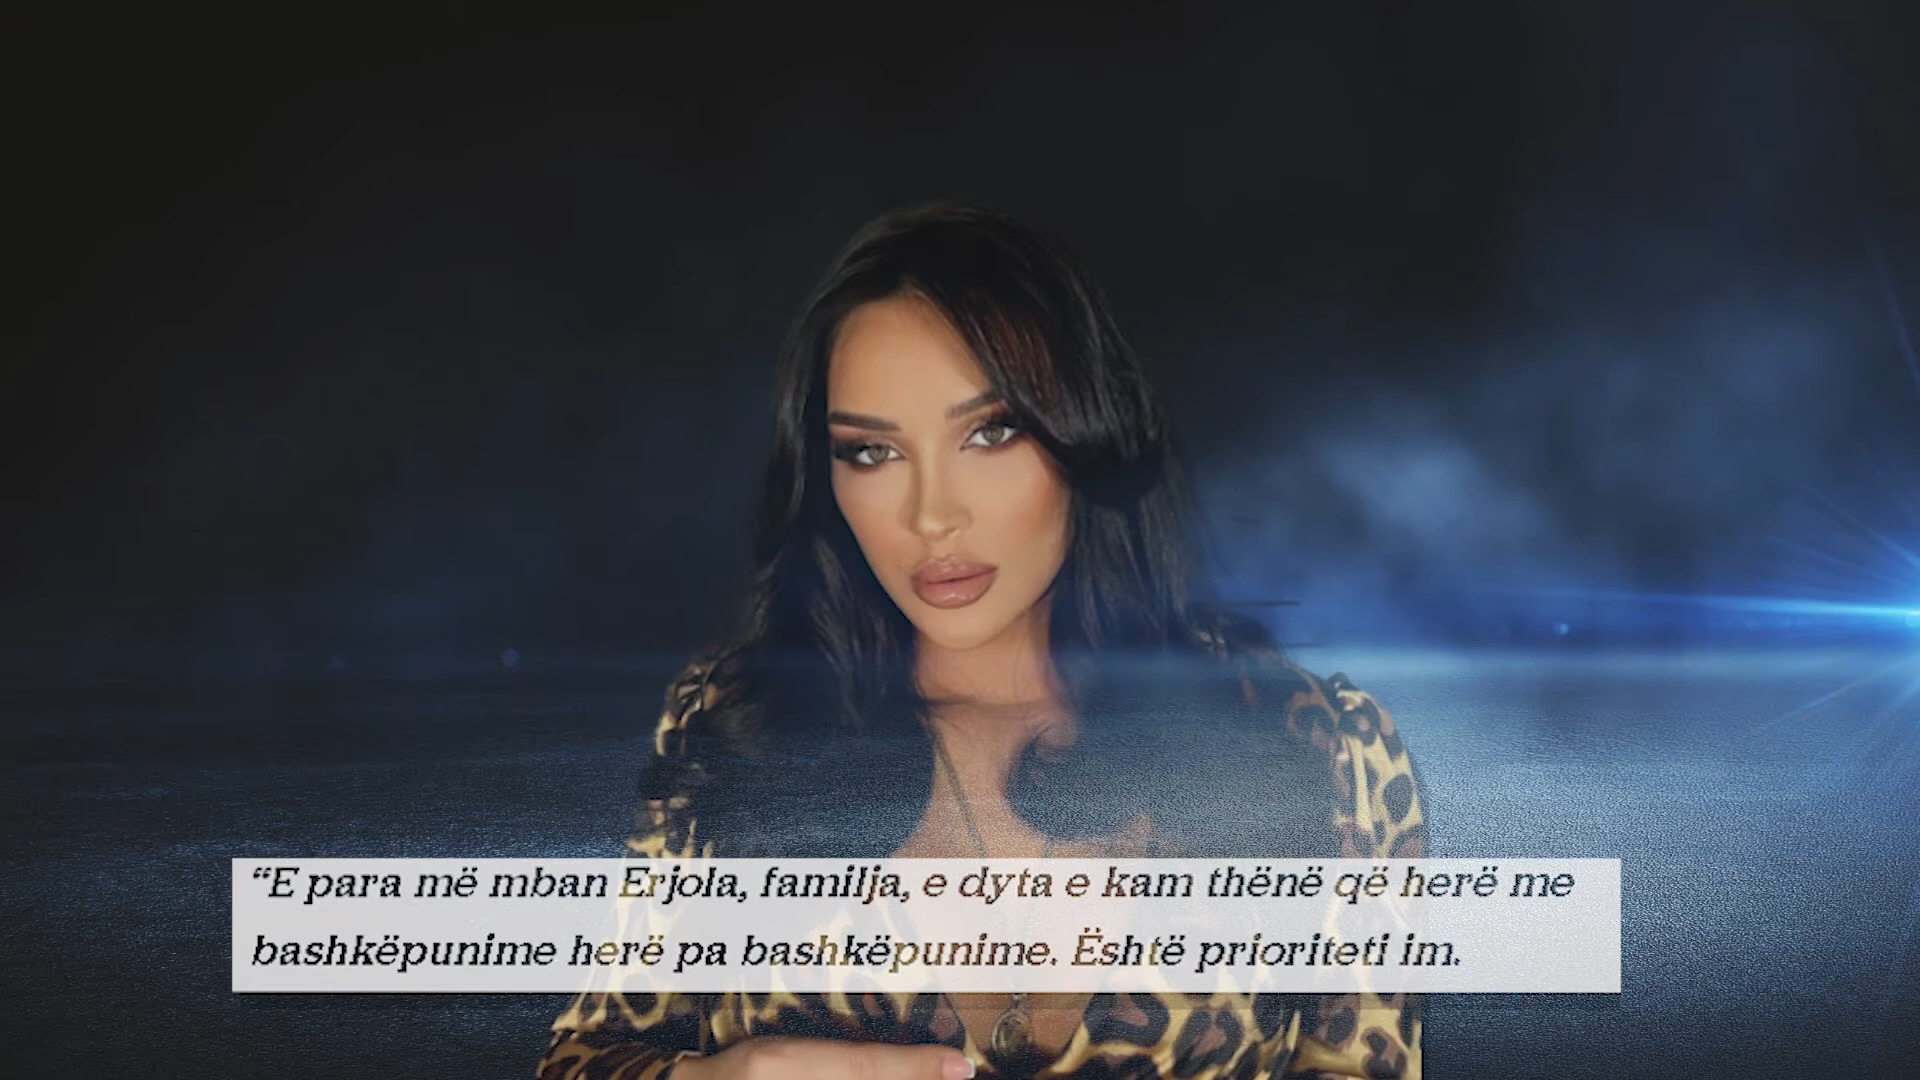 “E para më mban Erjola, familja, e dyta e kam thënë që herë me
bashkëpunime herë pa bashkëpunime. Është prioriteti im.